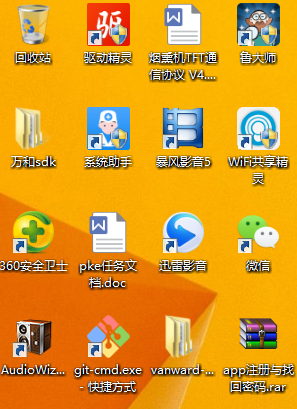 回收站
驱动精灵
烟熏机TFT通
信协议 V4....
鲁大师
万和sdk
系统助手
暴风影音5
WiFi共享精
灵
360安全卫士
pke任务文
档.doc
迅雷影音
微信
AudioWiz...
git-cmd.exe
- 快捷方式
vanward-...
app注册与找
回密码.rar